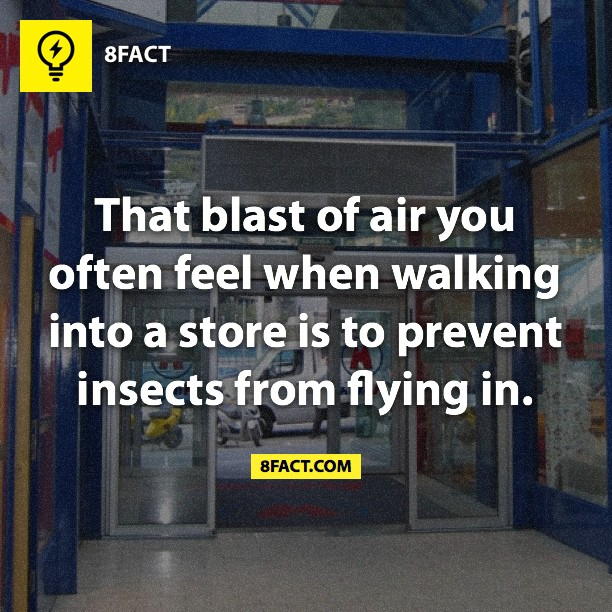 8FACT
That blast of air you
often feel when walking
into a store is to prevent
insects from flying in.
8FACT.COM